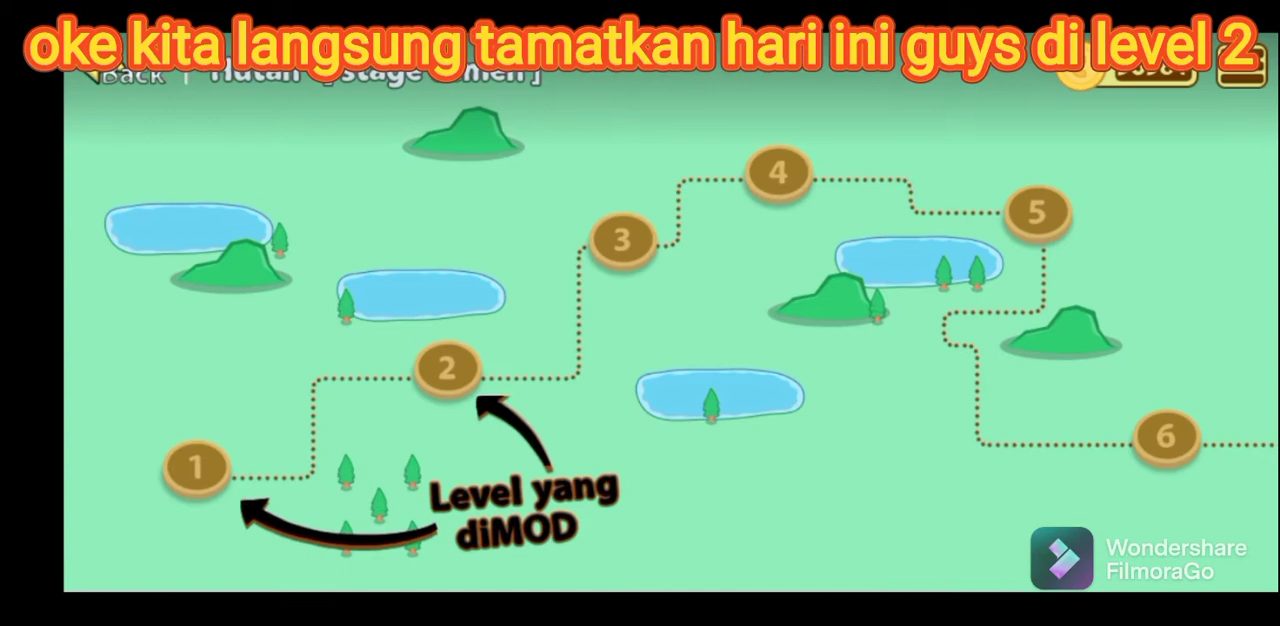 oke kita langsung tamatkan hari ini guys di level 2
Back | Hutan
4
5
3
2
6
1
Level yang
diMOD
Wondershare
FilmoraGo